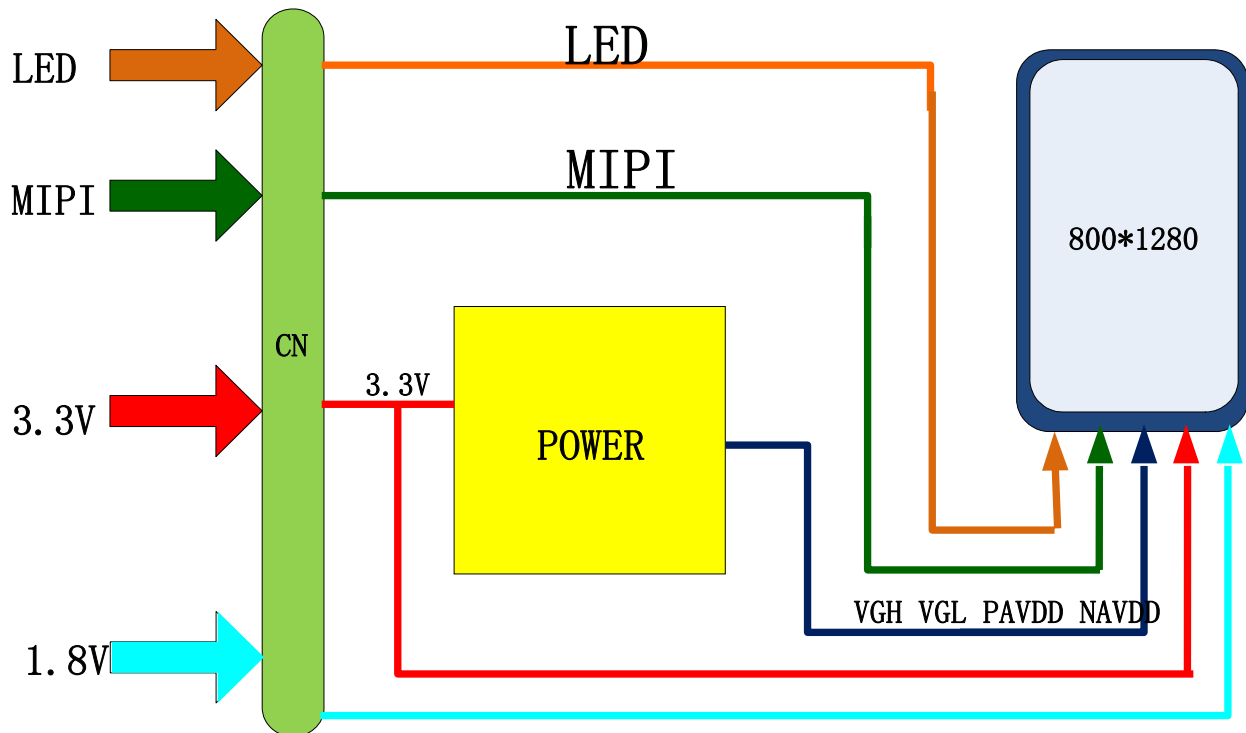 LED
LED
MIPI
MIPI
800*1280
CN
3.3V
3.3V
POWER
VGH VGL PAVDD NAVDD
1.8V